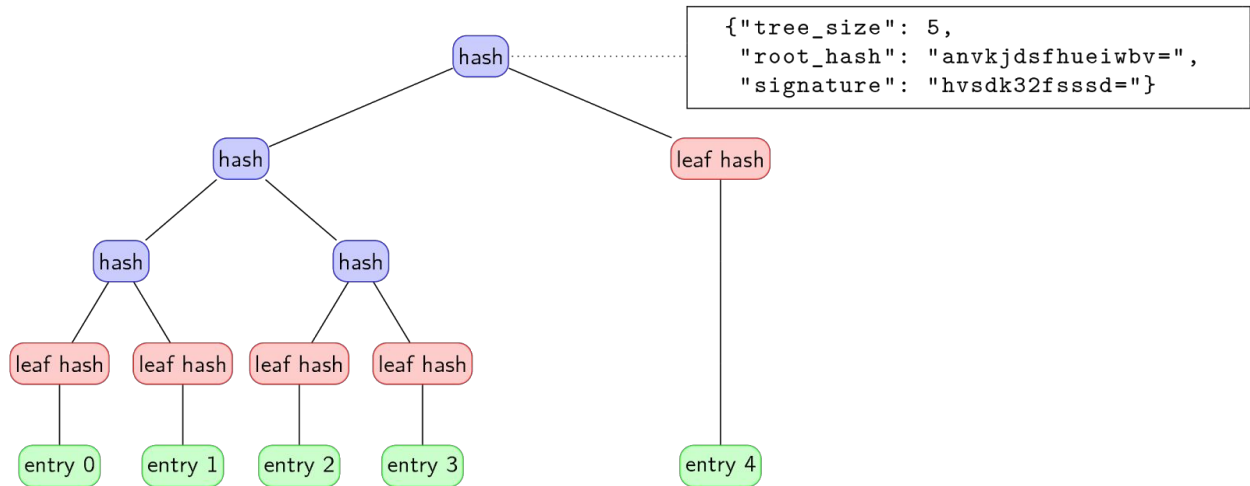 {"tree_size": 5,
hash
"root_hash": "anvkjdsfhueiwbv=",
"signature": "hvsdk32fsssd="}
hash
leaf hash
hash
hash
leaf hash
leaf hash
leaf hash
leaf hash
entry 0
entry 1
entry 2
entry 3
entry 4